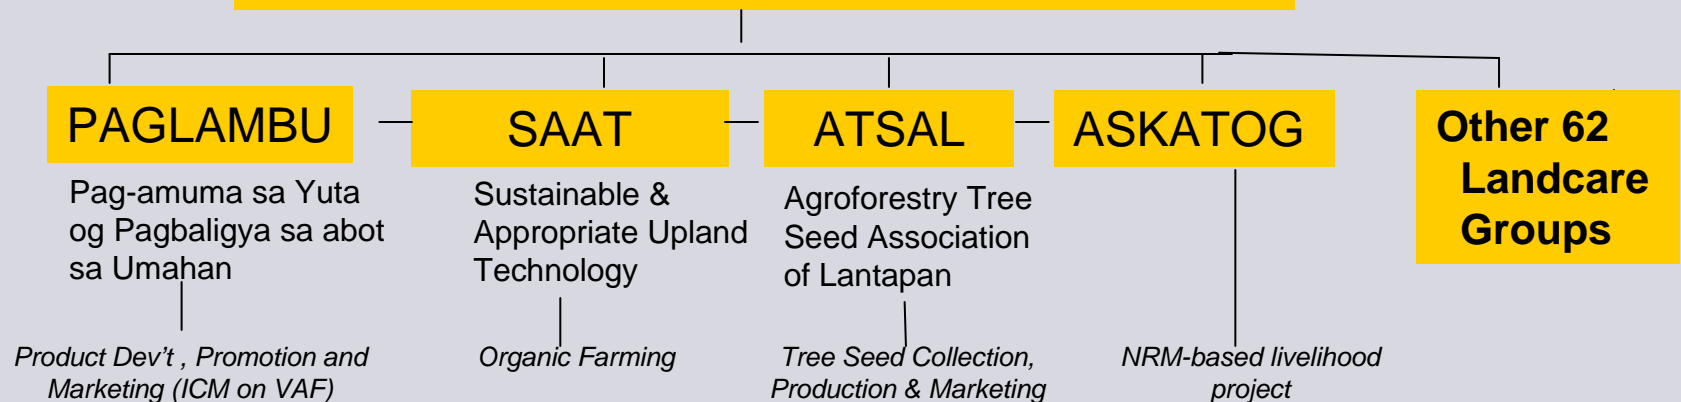 PAGLAMBU
SAAT
ATSAL
ASKATOG
Other 62
Landcare
Groups
Pag-amuma sa Yuta
og Pagbaligya sa abot
sa Umahan
Sustainable &
Appropriate Upland
Technology
Agroforestry Tree
Seed Association
of Lantapan
Product Dev't , Promotion and
Marketing (ICM on VAF)
Organic Farming
Tree Seed Collection,
Production & Marketing
NRM-based livelihood
project